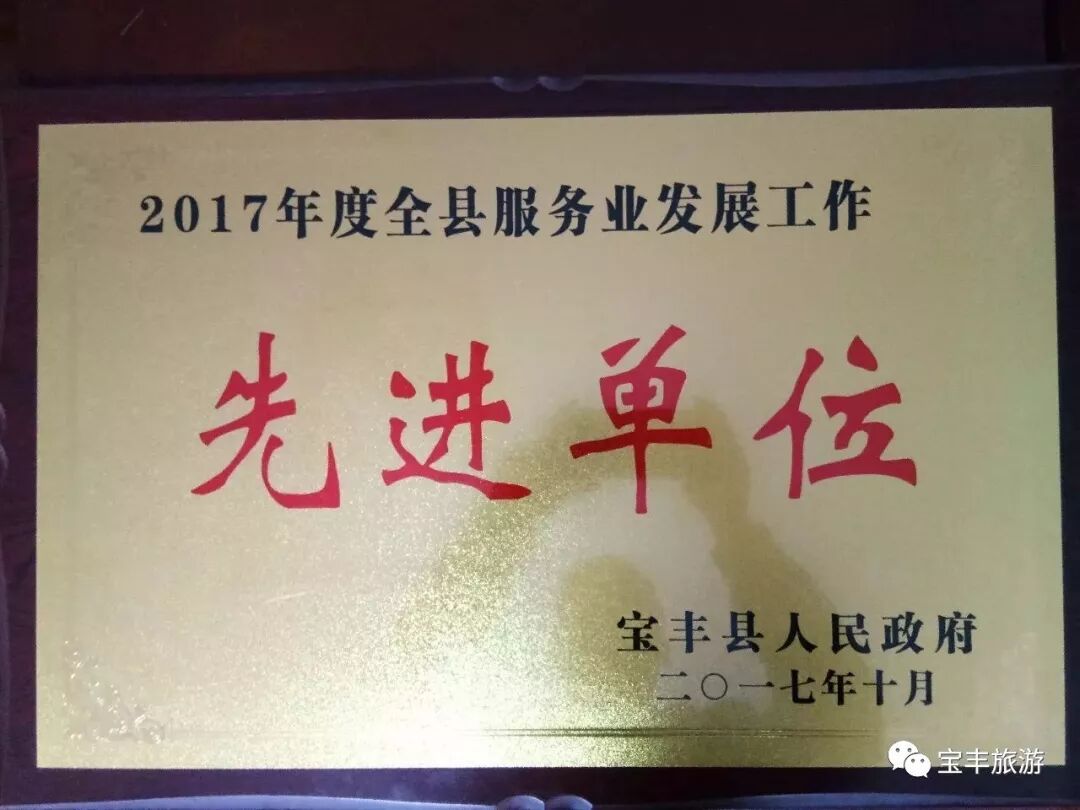 2017年度全县服务业发展工作
先进单位
宝丰县人民政府
二〇一七年十月
宝丰旅游